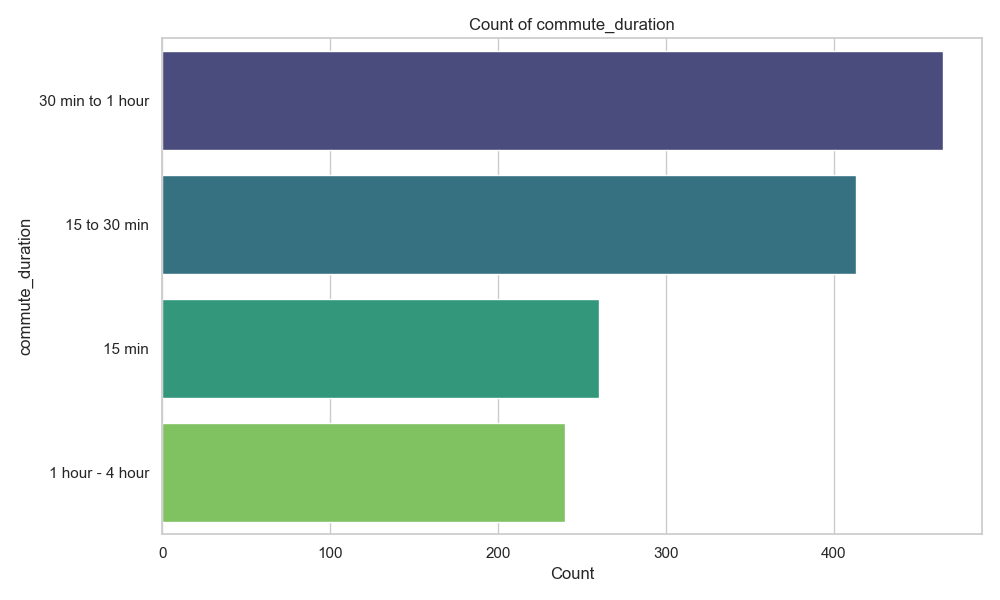 Count of commute_duration
30 min to 1 hour
15 to 30 min
15 min
1 hour - 4 hour
commute_duration
0 100 200 300 400
Count